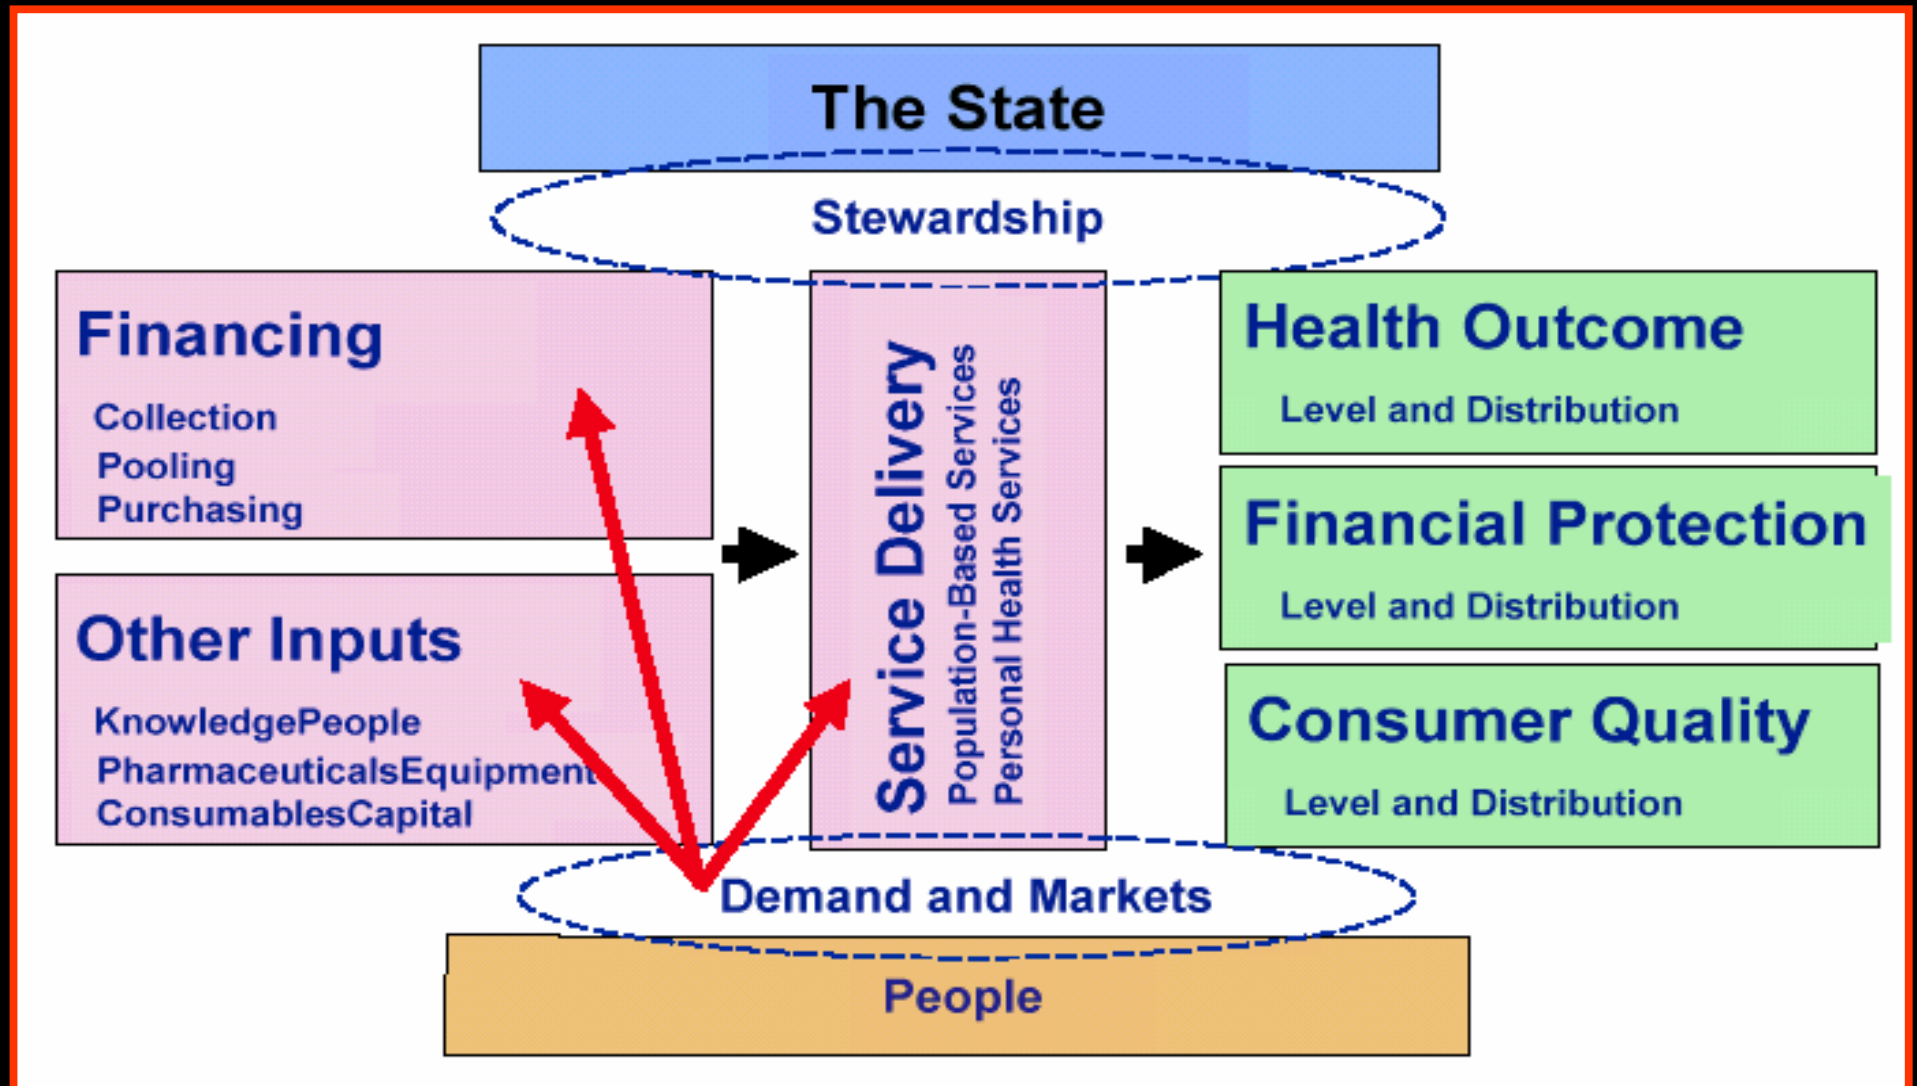 The State
Stewardship
Financing
Collection
Pooling
Purchasing
Other Inputs
KnowledgePeople
PharmaceuticalsEquipment
ConsumablesCapital
Service Delivery
Population-Based Services
Personal Health Services
Health Outcome
Level and Distribution
Financial Protection
Level and Distribution
Consumer Quality
Level and Distribution
Demand and Markets
People